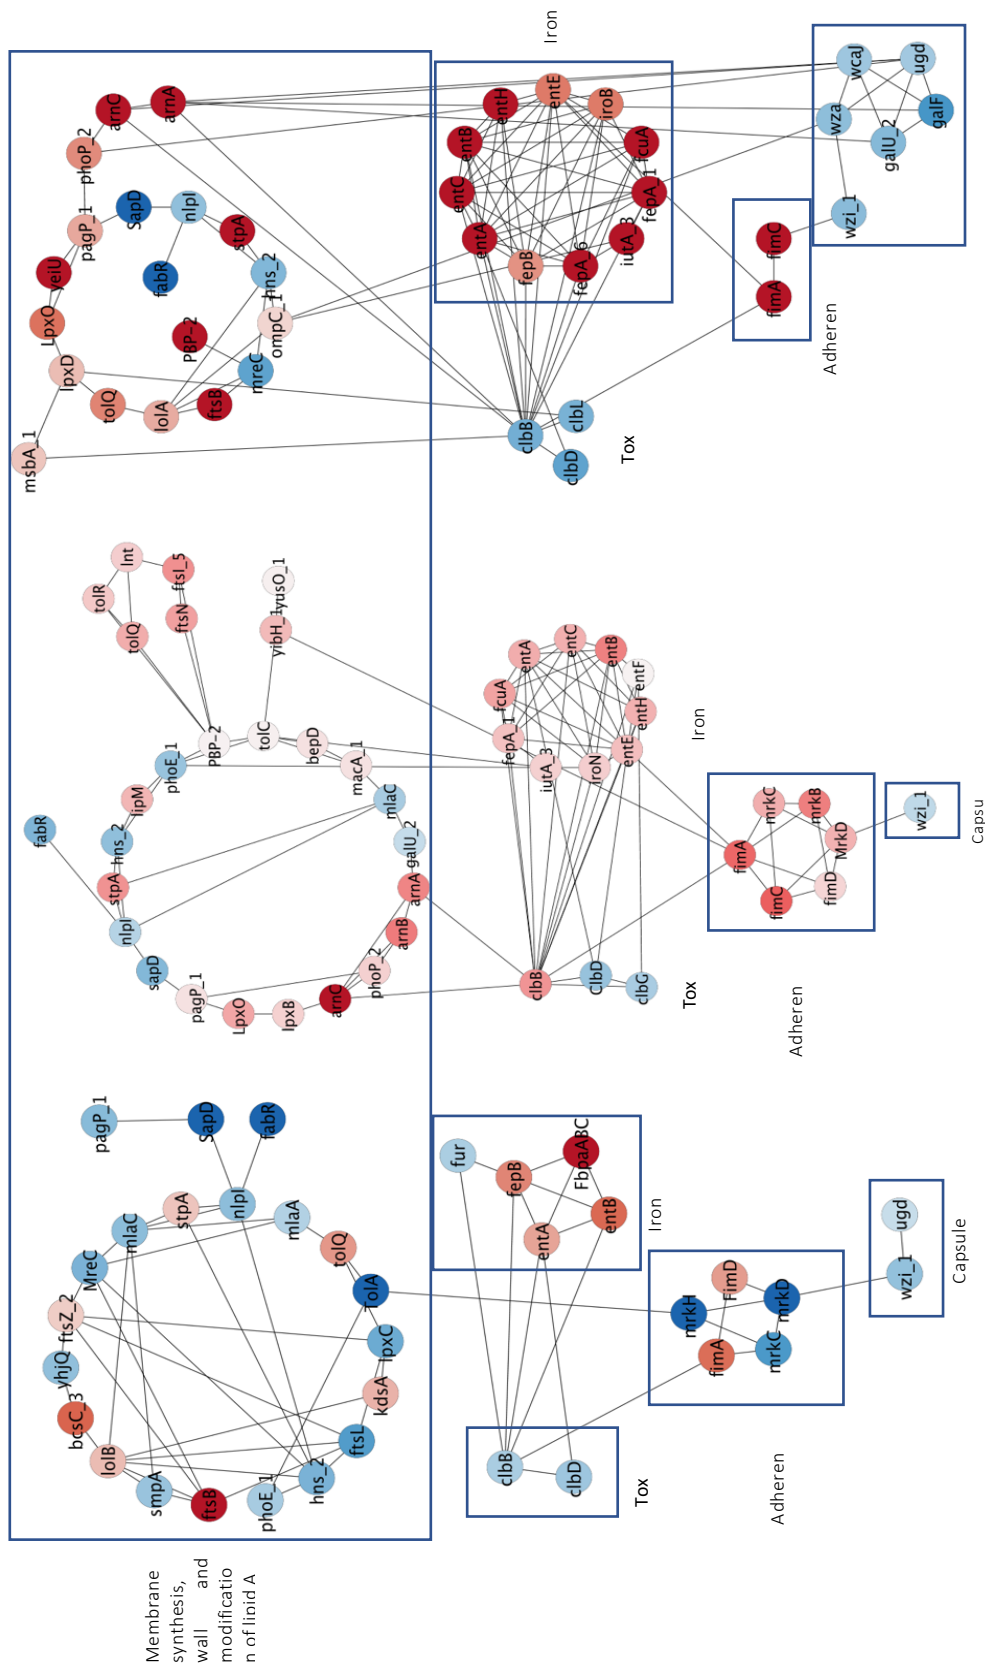 Membrane
synthesis,
wall and
modificatio
n of lipid A
pagP_1
SapD
fabR
nlpI
stpA
mlaC
MreC
ftsZ_2
yhjQ
bcsC_3
lolB
smpA
ftsB
phoE_1
hns_2
ftsL
kdsA
lpxC
TolA
tolQ
mlaA
fur
fepB
FbpaABC
entA
entB
Iron
clbB
clbD
Tox
mrkH
FimD
fimA
mrkD
mrkC
Adheren
ugd
wzi_1
Capsule
fabR
tolR
Int
tolQ
ftsI_5
ftsN
PBP-2
yibH_1
yusO_1
tolC
bepD
macA_1
phoE_1
lipM
hns_2
stpA
nlpI
sapD
pagP_1
LpxO
lpxB
arnC
phoP_2
arnB
arnA
galU_2
mlaC
fcuA
entA
entC
entB
entF
entH
entE
iroN
iutA_3
fepA_1
Iron
clbB
ClbD
clbG
Tox
fimA
mrkC
mrkB
MrkD
fimD
fimC
Adheren
wzi_1
Capsu
msbA_1
lpxD
LpxO
yeiU
pagP_1
phoP_2
arnC
arnA
SapD
nlpI
fabR
stpA
hns_2
ompC_1
PBP-2
mreC
ftsB
lolA
tolQ
entB
entH
entE
iroB
fcuA
fepA_1
iutA_3
fepA_6
fepB
entA
entC
Iron
clbB
clbL
clbD
Tox
fimC
fimA
Adheren
wcaJ
ugd
wza
galF
galU_2
wzi_1